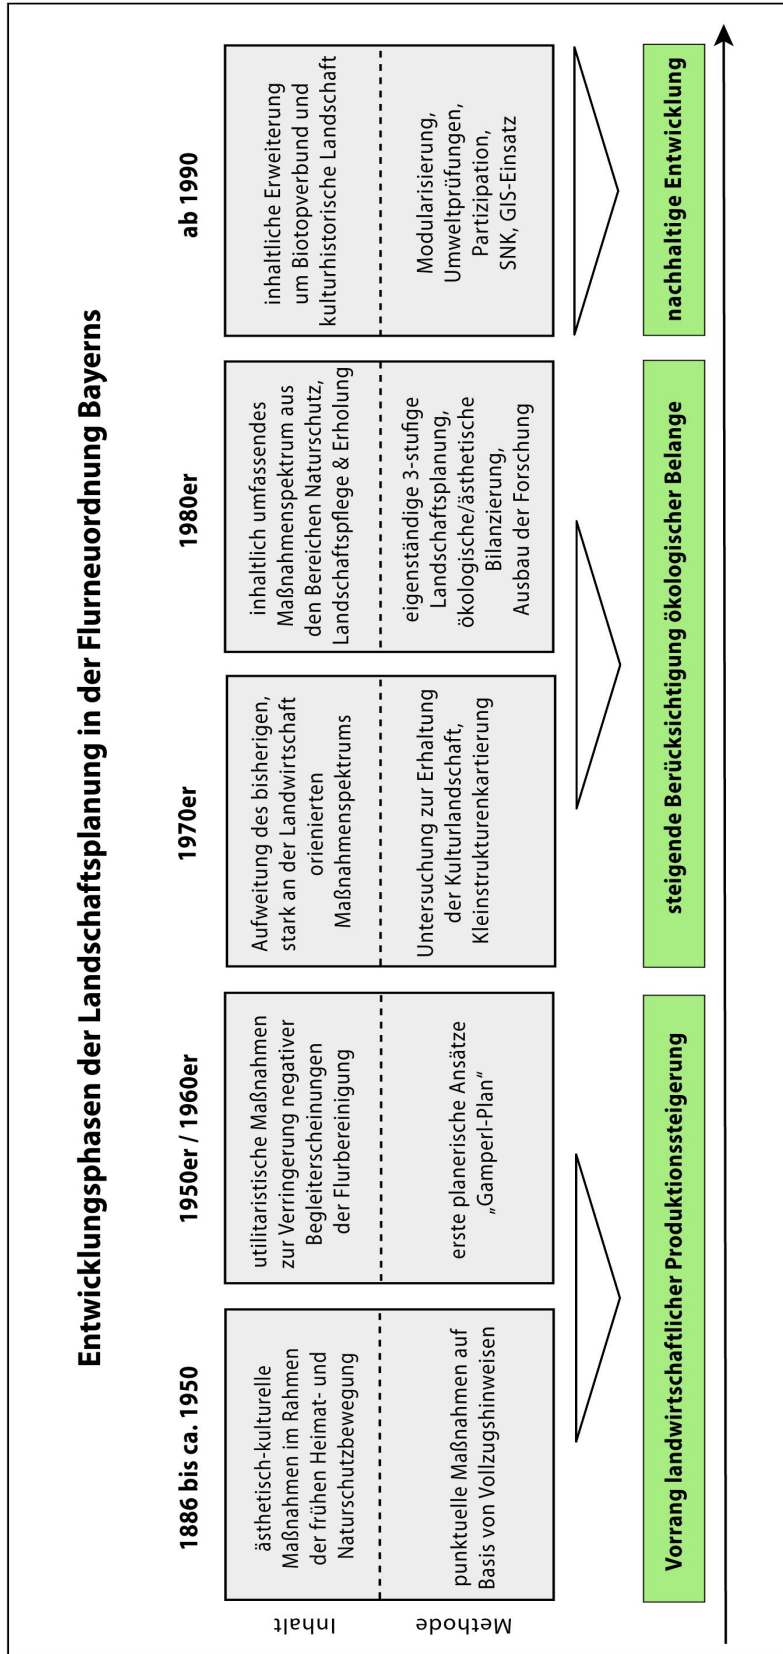 Entwicklungsphasen der Landschaftsplanung in der Flurneuordnung Bayerns
1886 bis ca. 1950
1950er / 1960er
1970er
1980er
ab 1990
Inhalt
ästhetisch-kulturelle
Maßnahmen im Rahmen
der frühen Heimat- und
Naturschutzbewegung
utilitaristische Maßnahmen
zur Verringerung negativer
Begleiterscheinungen
der Flurbereinigung
Aufweitung des bisherigen,
stark an der Landwirtschaft
orienierten
Maßnahmenspektrums
inhaltlich umfassendes
Maßnahmenspektrum aus
den Bereichen Naturschutz,
Landschaftspflege & Erholung
inhaltliche Erweiterung
um Biotopverbund und
kulturhistorische Landschaft
Methode
punktuelle Maßnahmen auf
Basis von Vollzugshinweisen
erste planerische Ansätze
„Gamperl-Plan“
Untersuchung zur Erhaltung
der Kulturlandschaft,
Kleinstrukturenkartierung
eigenständige 3-stufige
Landschaftsplanung,
ökologische/ästhetische
Bilanzierung,
Ausbau der Forschung
Modularisierung,
Umweltprüfungen,
Partizipation,
SNK, GIS-Einsatz
Vorrang landwirtschaftlicher Produktionssteigerung
steigende Berücksichtigung ökologischer Belange
nachhaltige Entwicklung